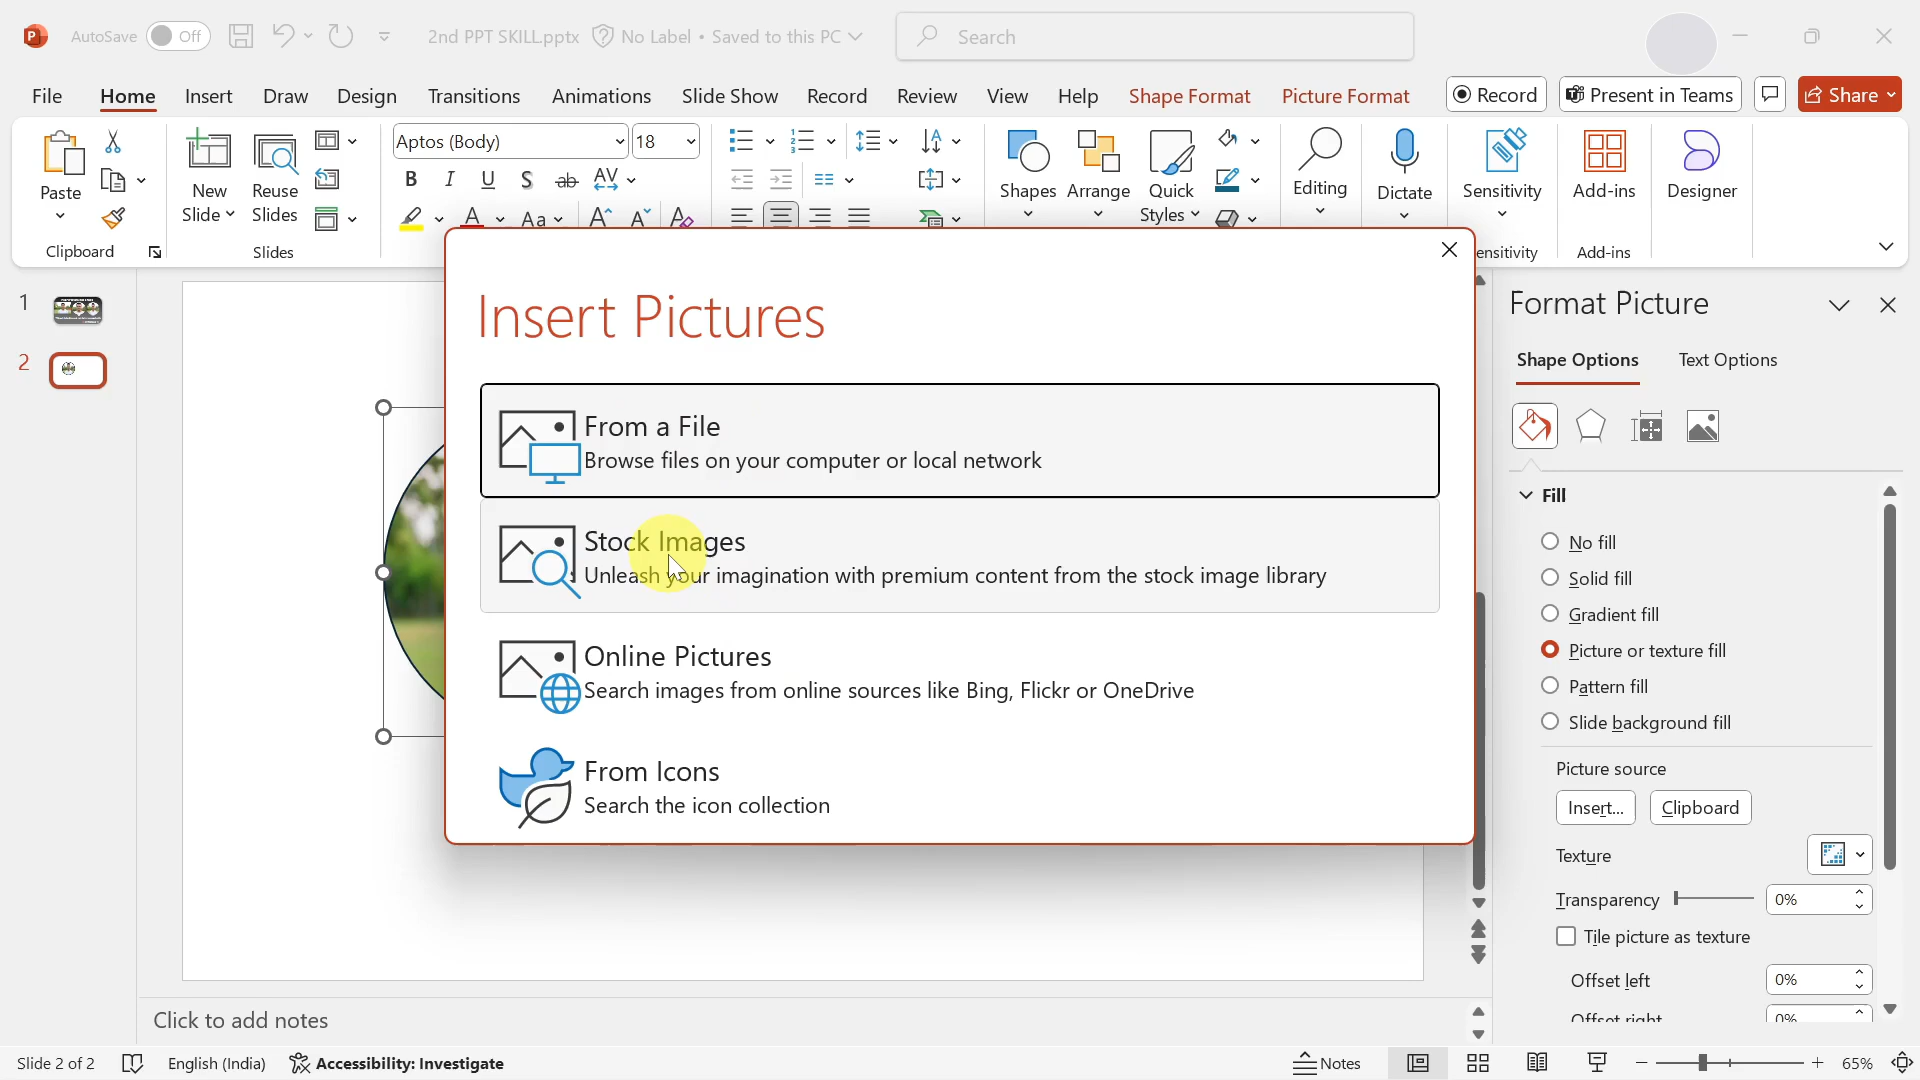 AutoSave Off 2nd PPT SKILL.pptx No Label • Saved to this PC Search
File Home Insert Draw Design Transitions Animations Slide Show Record Review View Help Shape Format Picture Format Record Present in Teams Share
Paste
Clipboard
New
Slide
Reuse
Slides
Slides
Aptos (Body) 18
B I U S ab AV
A Aa A A A
Shapes
Arrange
Quick
Styles
Editing
Dictate
Sensitivity
ensitivity
Add-ins
Add-ins
Designer
1
2
Insert Pictures
From a File
Browse files on your computer or local network
Stock Images
Unleash your imagination with premium content from the stock image library
Online Pictures
Search images from online sources like Bing, Flickr or OneDrive
From Icons
Search the icon collection
Format Picture
Shape Options Text Options
Fill
No fill
Solid fill
Gradient fill
Picture or texture fill
Pattern fill
Slide background fill
Picture source
Insert... Clipboard
Texture
Transparency 0%
Tile picture as texture
Offset left 0%
Offset right 0%
Click to add notes
Slide 2 of 2 English (India) Accessibility: Investigate Notes 65%